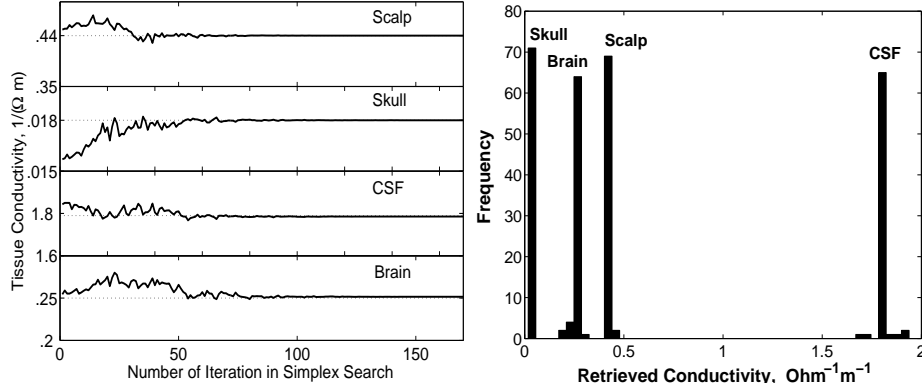 Tissue Conductivity, 1/(Ω m)
Scalp
.44
.35
Skull
.018
.015
CSF
1.8
1.6
Brain
.25
.2
0 50 100 150
Number of Iteration in Simplex Search
Frequency
80
70
60
50
40
30
20
10
0
Skull
Brain
Scalp
CSF
0 0.5 1 1.5 2
Retrieved Conductivity, Ohm⁻¹m⁻¹